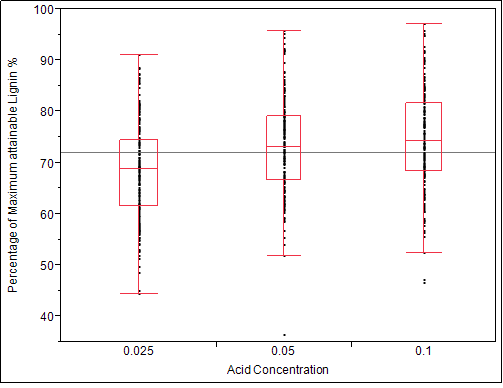 Percentage of Maximum attainable Lignin %
100
90
80
70
60
50
40
0.025 0.05 0.1
Acid Concentration